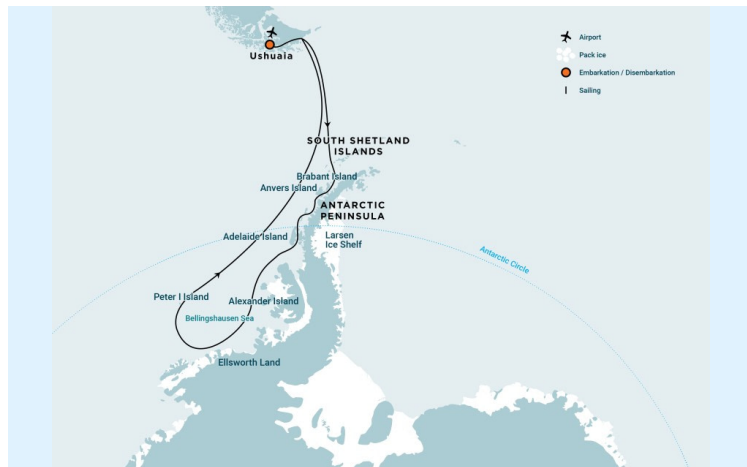 Airport
Pack ice
Embarkation / Disembarkation
Sailing
Ushuaia
SOUTH SHETLAND
ISLANDS
Brabant Island
Anvers Island
ANTARCTIC
PENINSULA
Adelaide Island
Larsen
Ice Shelf
Antarctic Circle
Peter I Island
Alexander Island
Bellingshausen Sea
Ellsworth Land